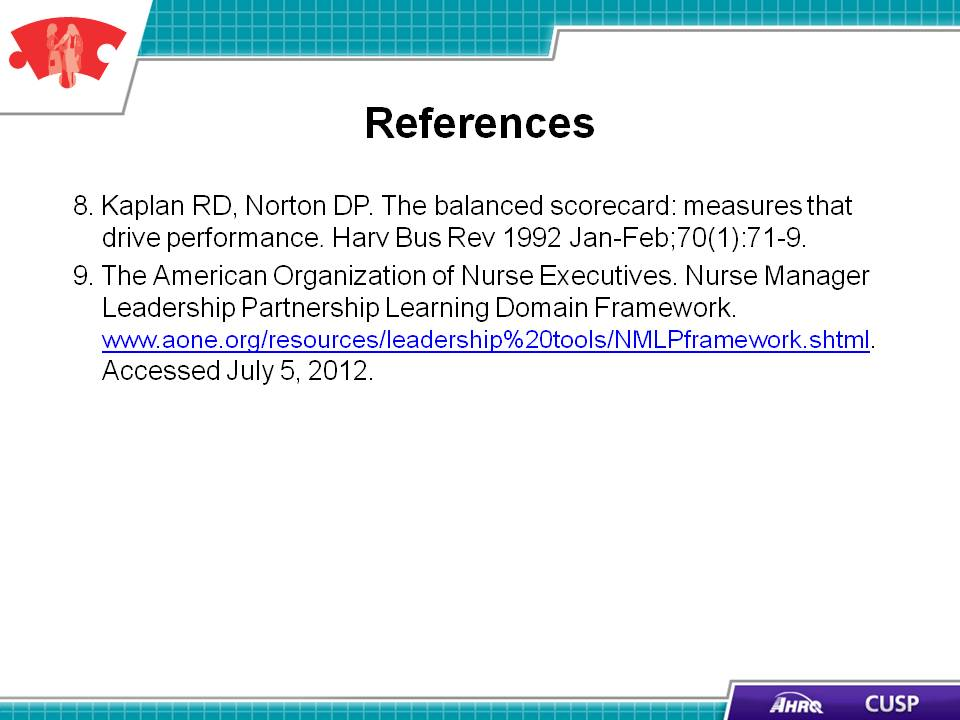 References
8. Kaplan RD, Norton DP. The balanced scorecard: measures that
drive performance. Harv Bus Rev 1992 Jan-Feb;70(1):71-9.
9. The American Organization of Nurse Executives. Nurse Manager
Leadership Partnership Learning Domain Framework.
www.aone.org/resources/leadership%20tools/NMLPframework.shtml.
Accessed July 5, 2012.
AHRQ CUSP